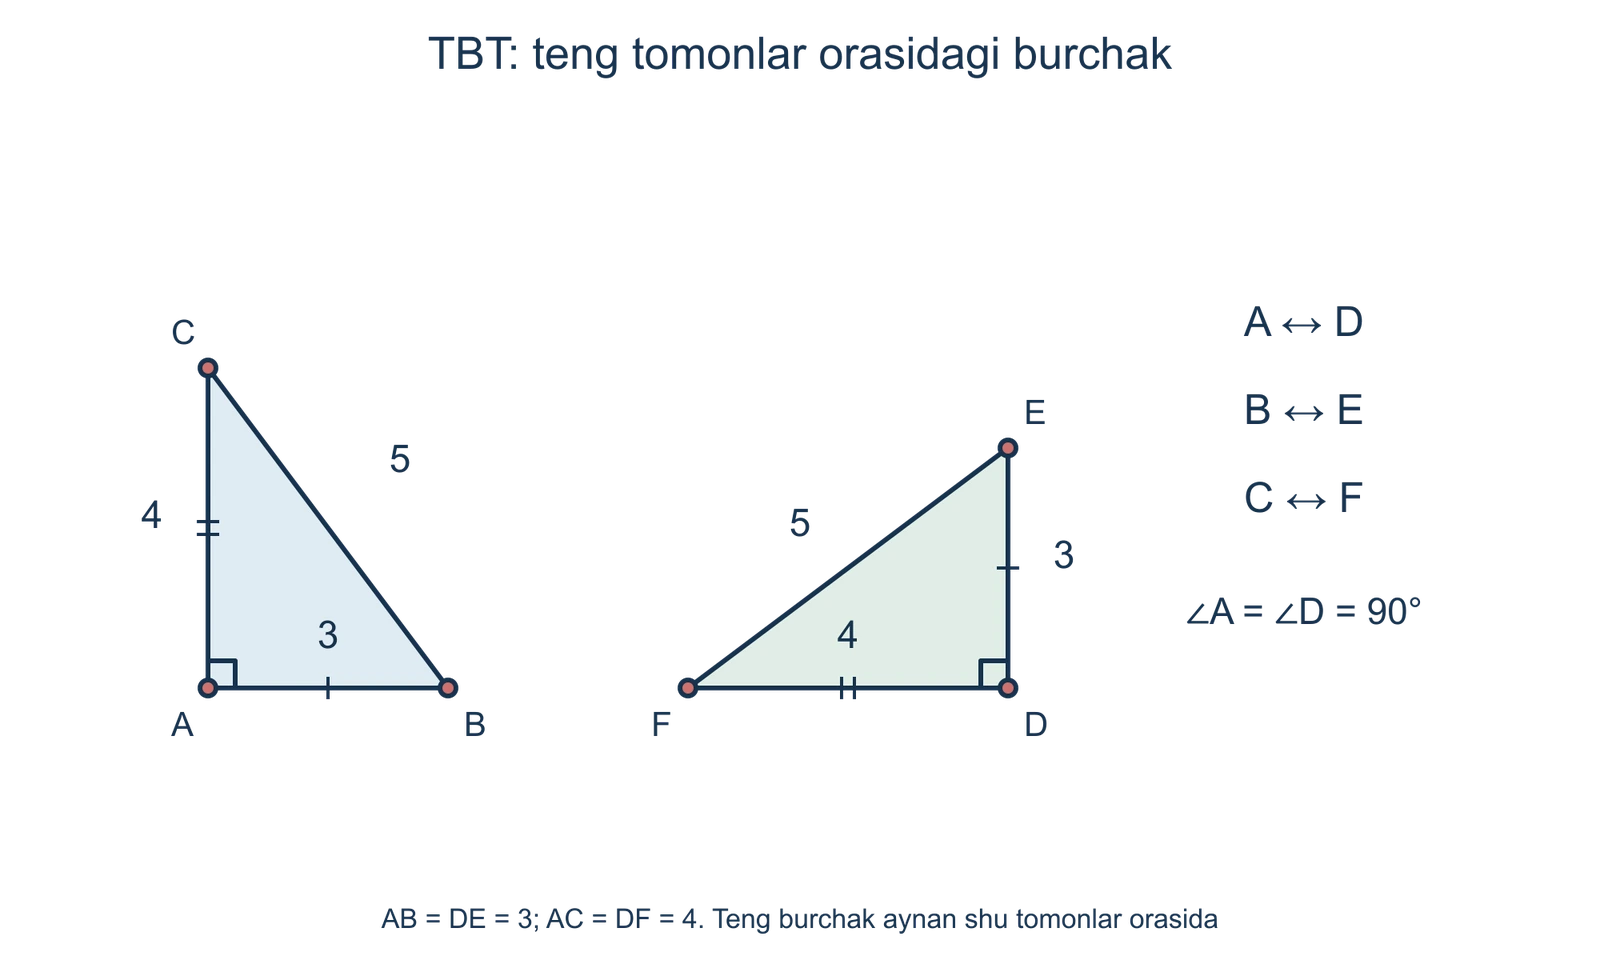 TBT: teng tomonlar orasidagi burchak
C
4
5
3
A
B
E
5
3
4
F
D
A ↔ D
B ↔ E
C ↔ F
∠A = ∠D = 90°
AB = DE = 3; AC = DF = 4. Teng burchak aynan shu tomonlar orasida